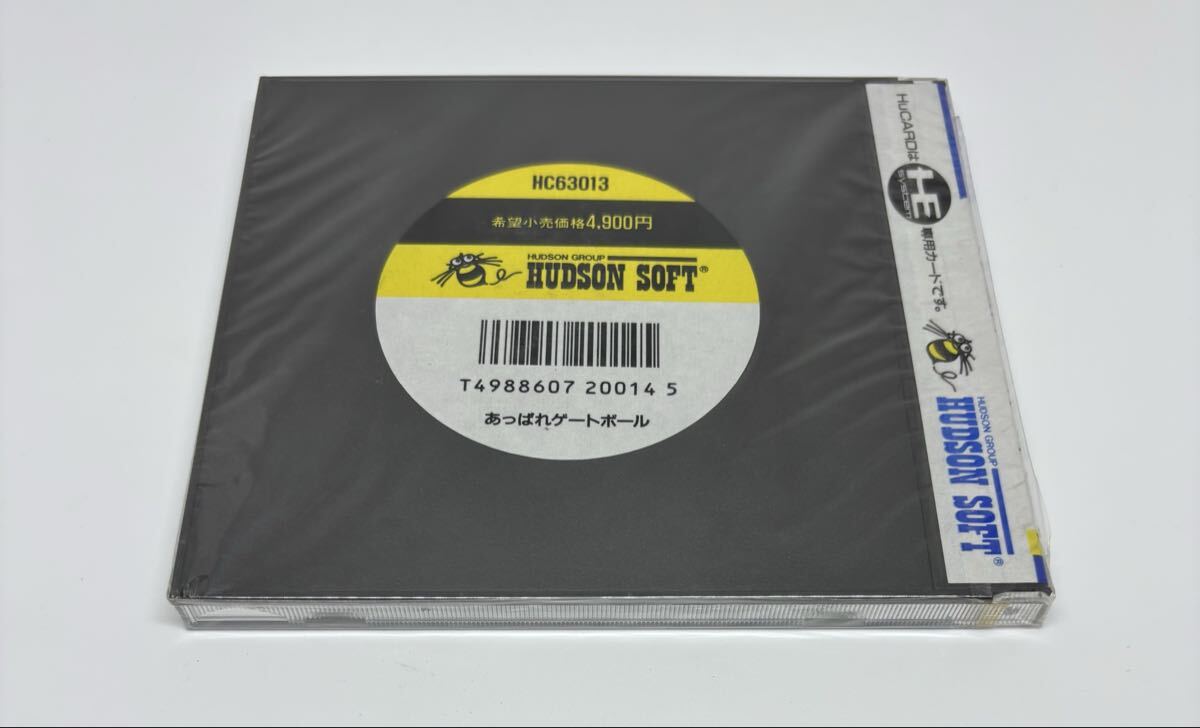 HC63013
希望小売価格4,900円
HUDSON GROUP
HUDSON SOFT®
T4988607 20014 5
あっぱれゲートボール
HuCARDは HE system 専用カードです。
HUDSON GROUP
HUDSON SOFT®